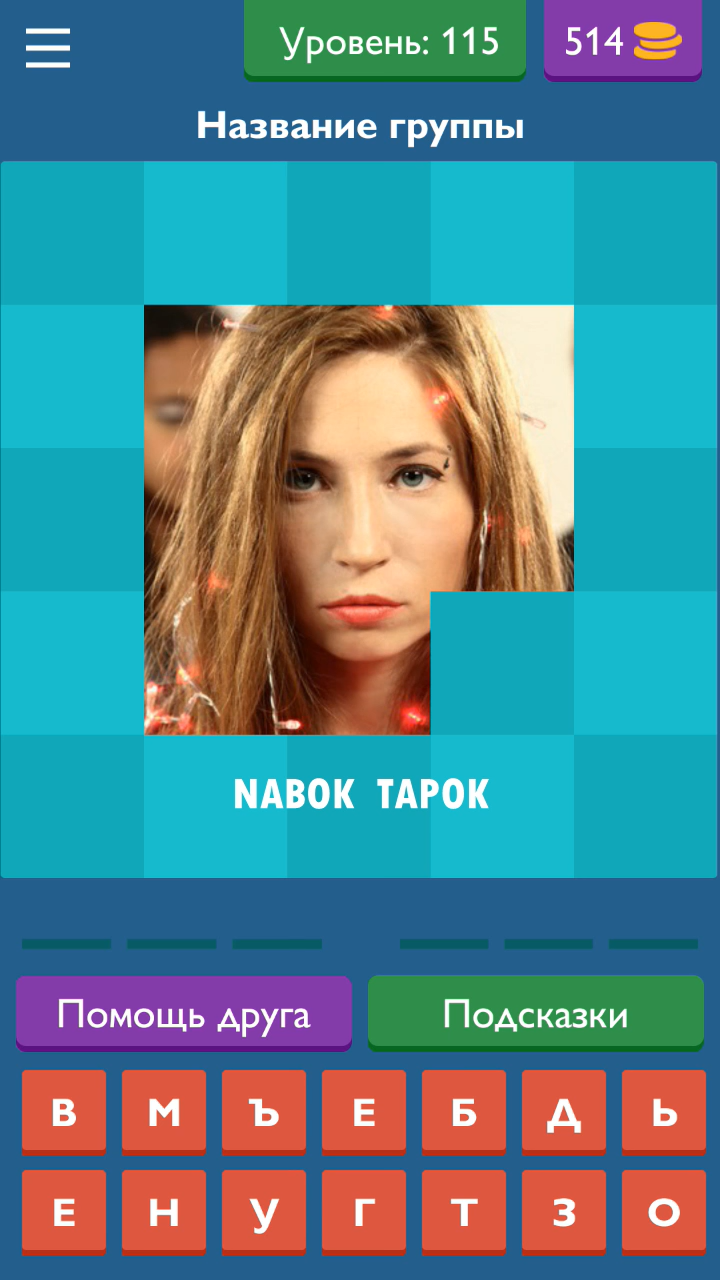 Уровень: 115
514
Название группы
NABOK TAPOK
Помощь друга
Подсказки
В М Ъ Е Б Д Ь
Е Н У Г Т З О